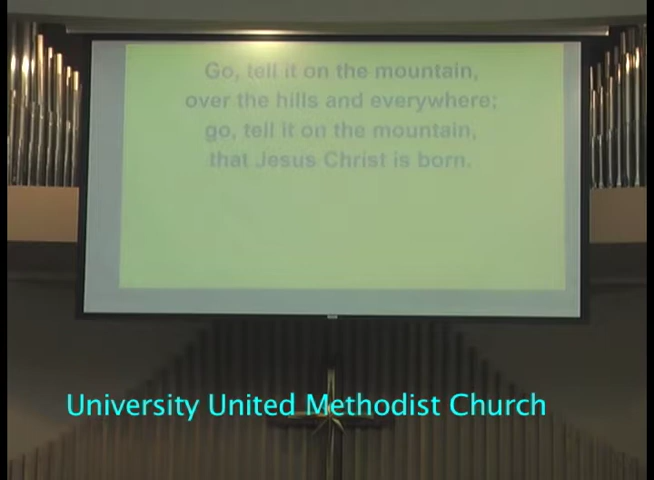 Go, tell it on the mountain,
over the hills and everywhere;
go, tell it on the mountain,
that Jesus Christ is born.
University United Methodist Church